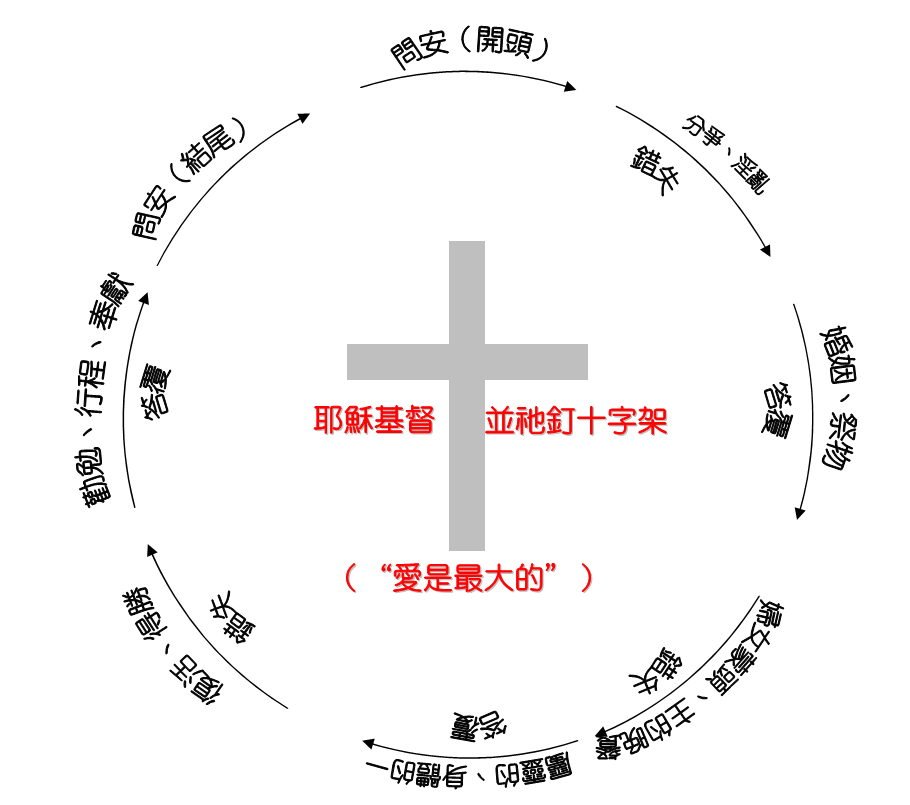 問安（開頭）
分爭、淫亂
錯失
婚姻、祭物
答覆
婦女蒙頭、主的晚餐
錯失
屬靈的、身體的一
答覆
復活、得勝
錯失
勸勉、行程、奉獻
答覆
問安（結尾）
耶穌基督 並祂釘十字架
（“愛是最大的”）